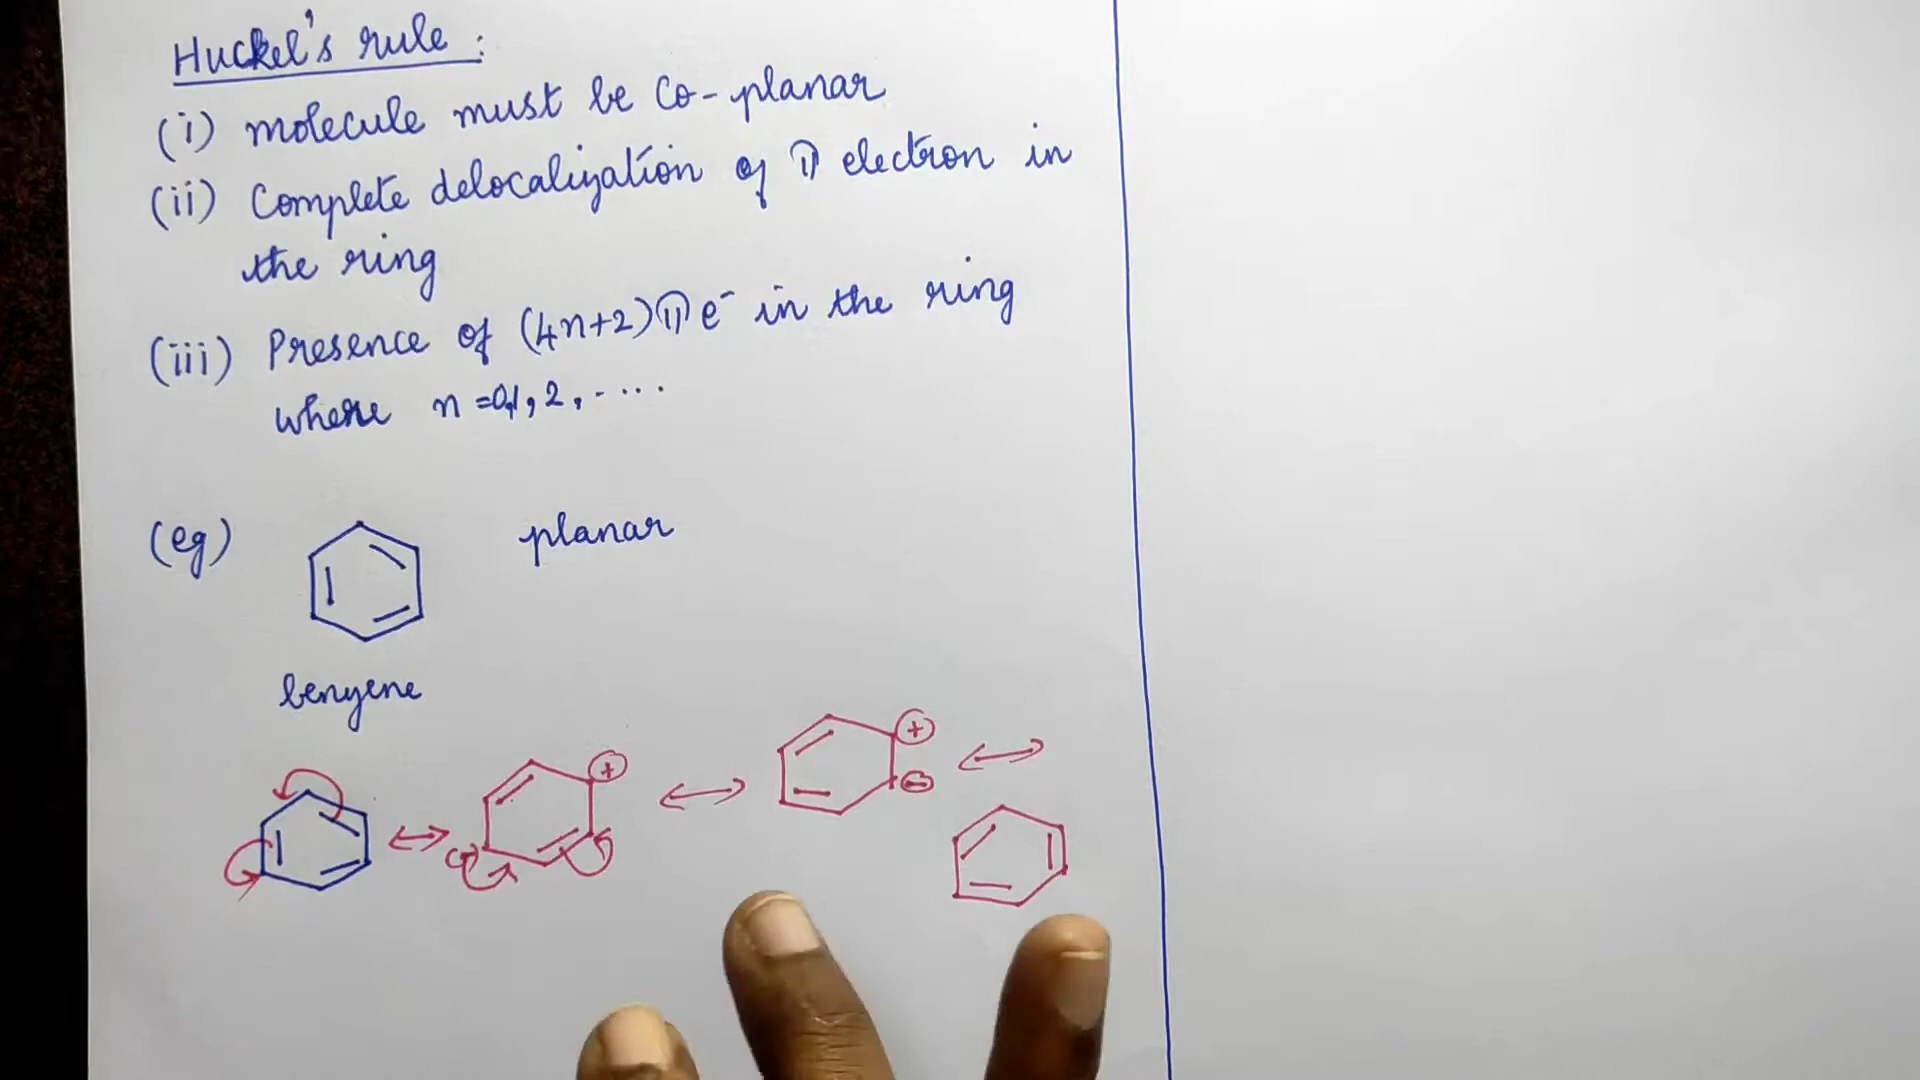 Huckel's rule :
(i) molecule must be Co-planar
(ii) Complete delocalization of π electron in
the ring
(iii) Presence of (4n+2)π e⁻ in the ring
where n =0,1,2,.....
(eg) planar
benzene
+ + -
(-)